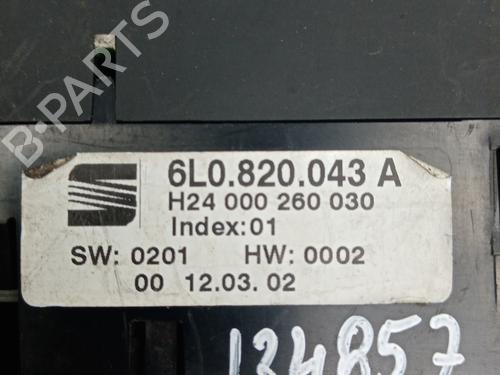 B-PARTS
6L0.820.043 A
H24 000 260 030
Index:01
SW: 0201 HW: 0002
00 12.03.02
134857